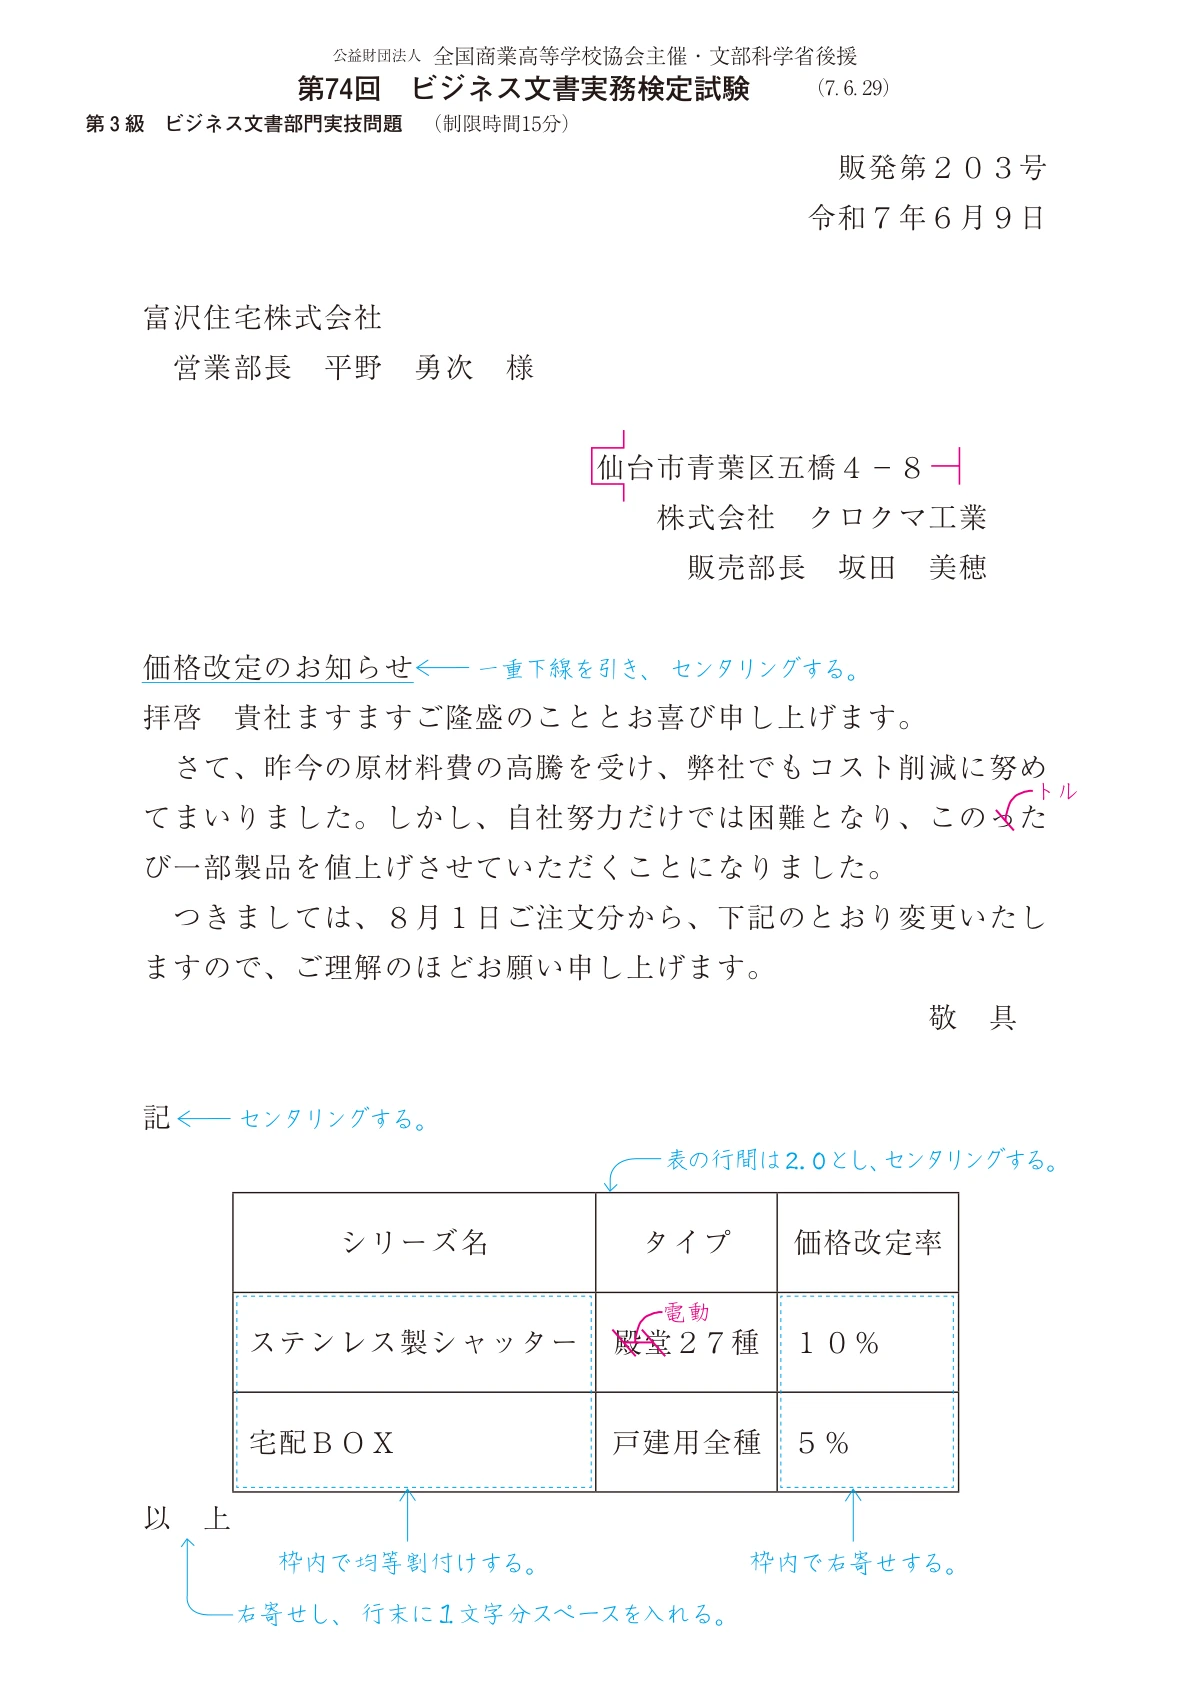 公益財団法人 全国商業高等学校協会主催・文部科学省後援
第74回 ビジネス文書実務検定試験 (7.6.29)
第3級 ビジネス文書部門実技問題 (制限時間15分)
販発第203号
令和7年6月9日
富沢住宅株式会社
営業部長 平野 勇次 様
仙台市青葉区五橋4-8
株式会社 クロクマ工業
販売部長 坂田 美穂
価格改定のお知らせ 一重下線を引き、センタリングする。
拝啓 貴社ますますご隆盛のこととお喜び申し上げます。
さて、昨今の原材料費の高騰を受け、弊社でもコスト削減に努め
トル
てまいりました。しかし、自社努力だけでは困難となり、このった
び一部製品を値上げさせていただくことになりました。
つきましては、8月1日ご注文分から、下記のとおり変更いたし
ますので、ご理解のほどお願い申し上げます。
敬 具
記 センタリングする。
表の行間は2.0とし、センタリングする。
シリーズ名 タイプ 価格改定率
電動
ステンレス製シャッター 殿堂27種 10%
宅配BOX 戸建用全種 5%
以 上
枠内で均等割付けする。 枠内で右寄せする。
右寄せし、行末に1文字分スペースを入れる。